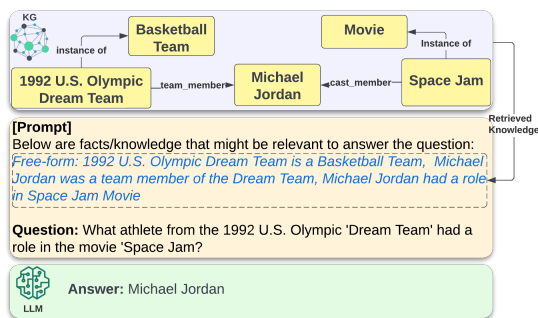 KG
Basketball
Team
Movie
instance of
Instance of
1992 U.S. Olympic
Dream Team
team_member
Michael
Jordan
cast_member
Space Jam
Retrieved
Knowledge
[Prompt]
Below are facts/knowledge that might be relevant to answer the question:
Free-form: 1992 U.S. Olympic Dream Team is a Basketball Team, Michael
Jordan was a team member of the Dream Team, Michael Jordan had a role
in Space Jam Movie
Question: What athlete from the 1992 U.S. Olympic 'Dream Team' had a
role in the movie 'Space Jam?
LLM
Answer: Michael Jordan